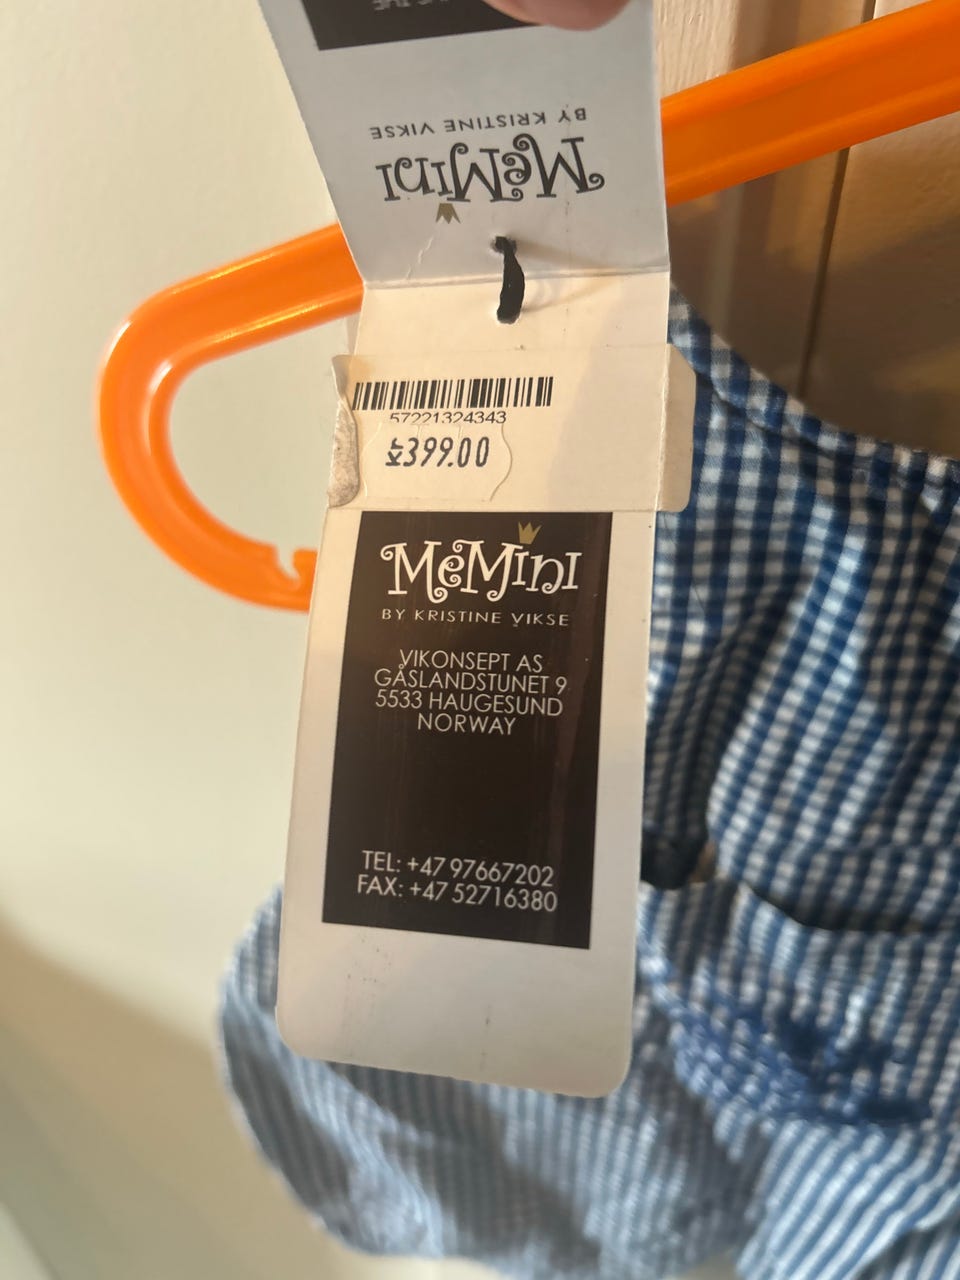 MeMini
BY KRISTINE VIKSE
57221324343
kr 399.00
MeMini
BY KRISTINE VIKSE
VIKONSEPT AS
GÅSLANDSTUNET 9
5533 HAUGESUND
NORWAY
TEL: +47 97667202
FAX: +47 52716380